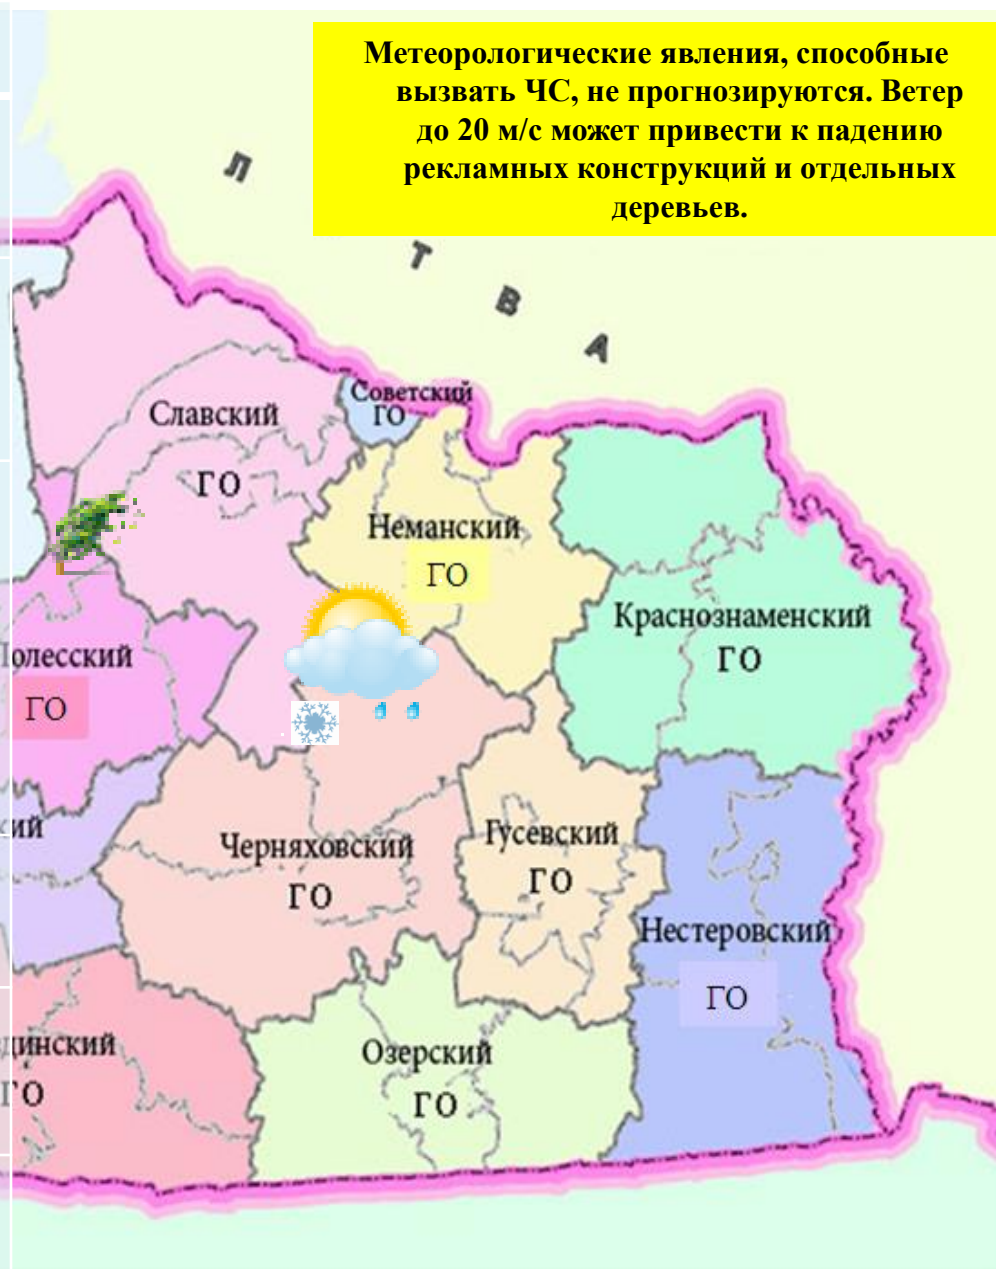 Метеорологические явления, способные
вызвать ЧС, не прогнозируются. Ветер
до 20 м/с может привести к падению
рекламных конструкций и отдельных
деревьев.
Л
Т
В
А
Советский
ГО
Славский
ГО
Неманский
ГО
Краснознаменский
ГО
олесский
ГО
ий
Черняховский
ГО
Гусевский
ГО
Нестеровский
ГО
динский
ГО
Озерский
ГО